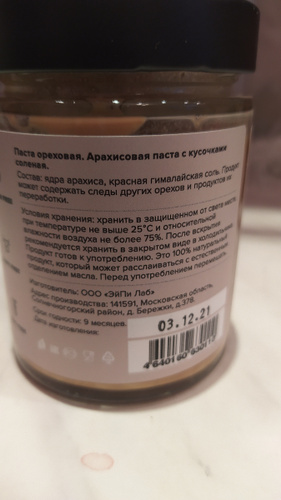 Паста ореховая. Арахисовая паста с кусочками
соленая.
Состав: ядра арахиса, красная гималайская соль. Продукт
может содержать следы других орехов и продуктов их
переработки.
Условия хранения: хранить в защищенном от света месте,
при температуре не выше 25°С и относительной
влажности воздуха не более 75%. После вскрытия
рекомендуется хранить в закрытом виде в холодильнике.
Продукт готов к употреблению. Это 100% натуральный
продукт, который может расслаиваться с естественным
отделением масла. Перед употреблением перемешать.
Изготовитель: ООО «ЭйПи Лаб»
Адрес производства: 141591, Московская область,
Солнечногорский район, д. Бережки, д.37В.
Срок годности: 9 месяцев.
Дата изготовления:
03.12.21